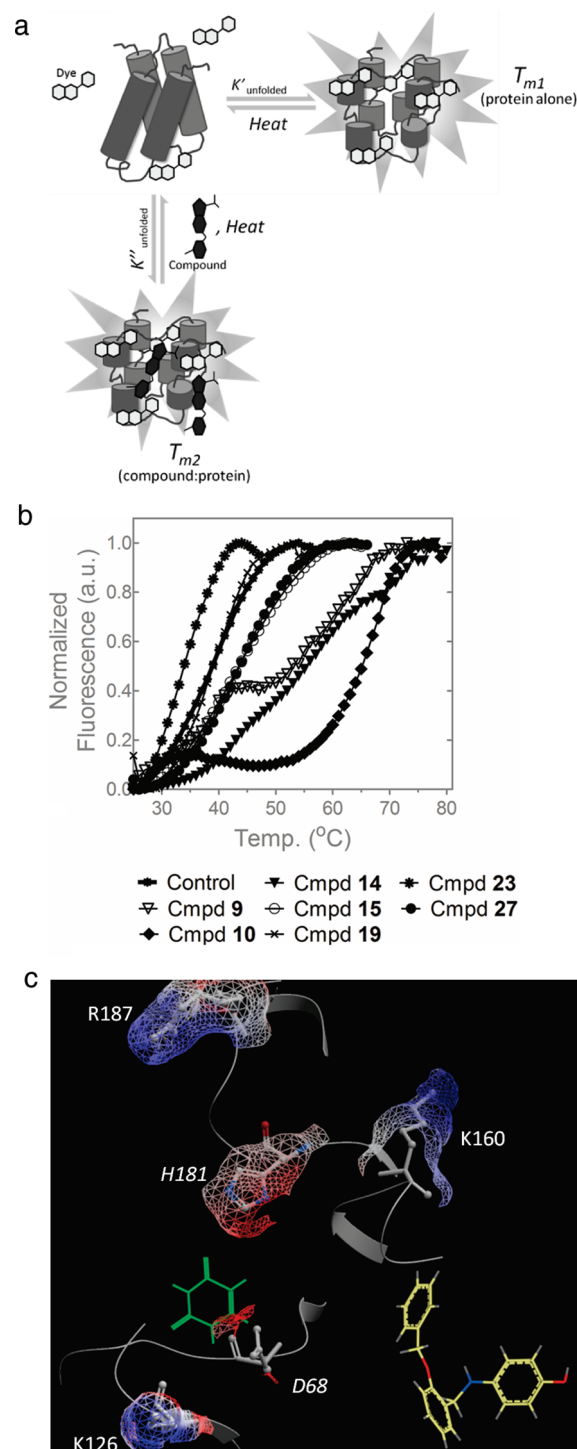 a
Dye
K′unfolded
Heat
Tm1
(protein alone)
K″unfolded
, Heat
Compound
Tm2
(compound:protein)
b
Normalized
Fluorescence (a.u.)
1.0
0.8
0.6
0.4
0.2
0.0
30 40 50 60 70 80
Temp. (°C)
Control Cmpd 14 Cmpd 23
Cmpd 9 Cmpd 15 Cmpd 27
Cmpd 10 Cmpd 19
c
R187
K160
H181
D68
K126